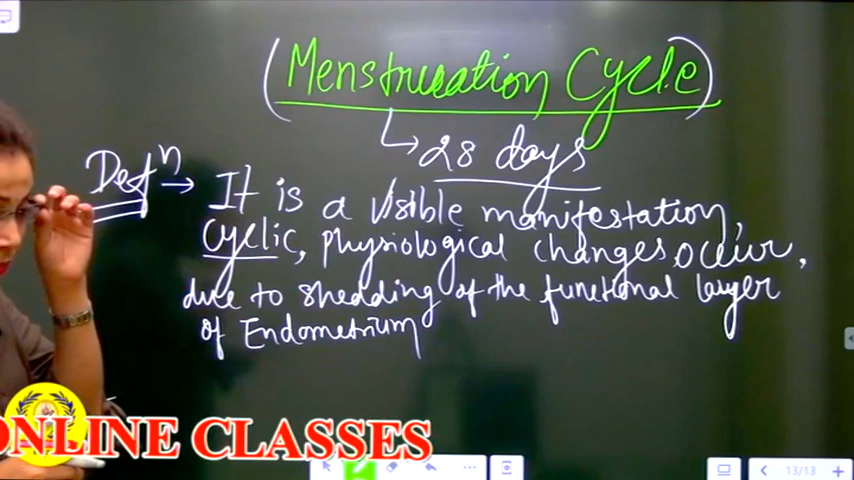 (Menstruation Cycle)
↳ 28 days
Defⁿ → It is a visible manifestation,
cyclic, physiological changes occur,
due to shedding of the functional layer
of Endometrium
ONLINE CLASSES
13/13